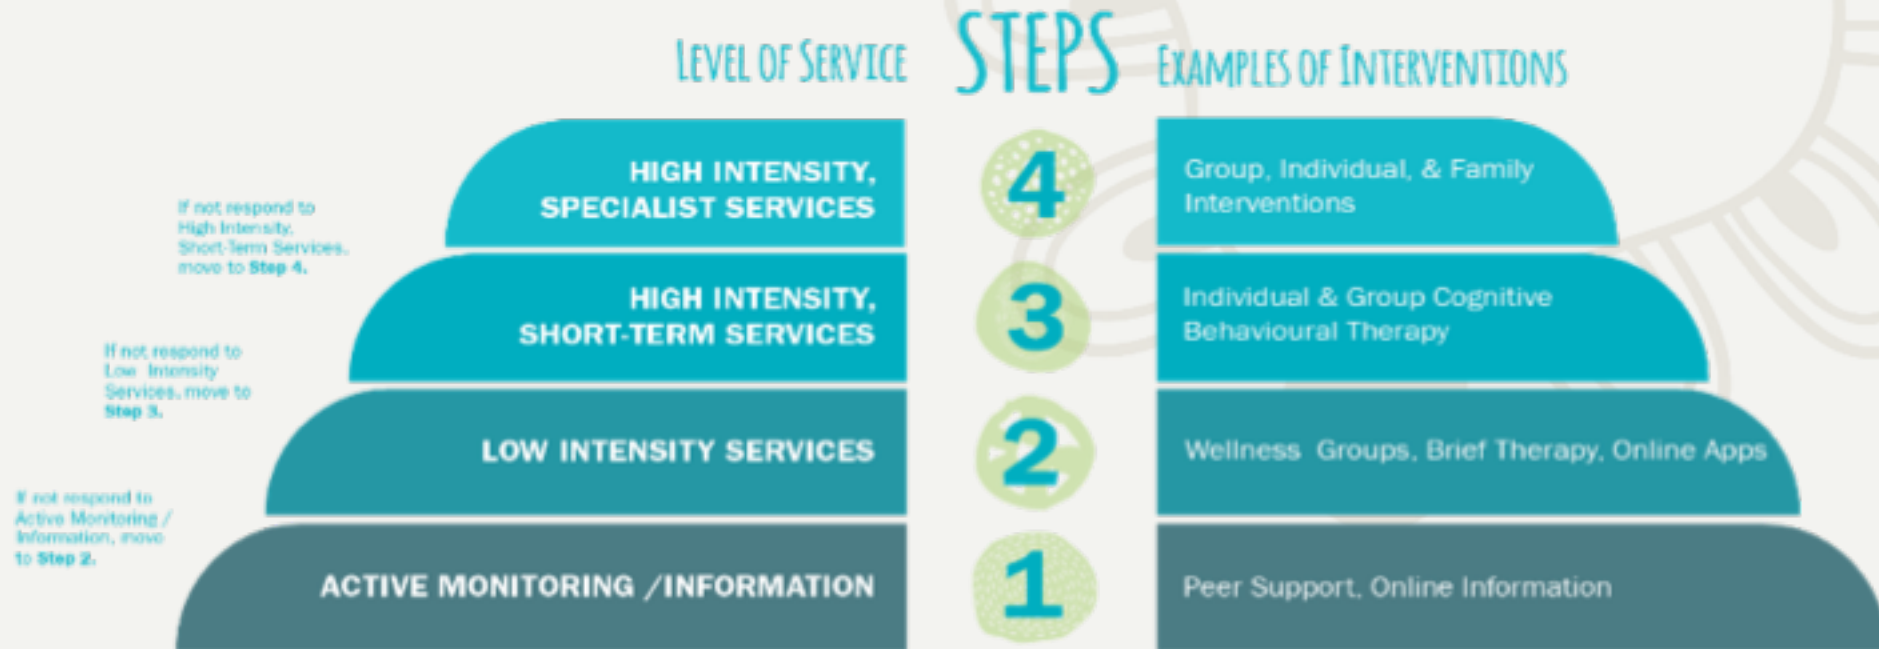 LEVEL OF SERVICE
STEPS
EXAMPLES OF INTERVENTIONS
HIGH INTENSITY,
SPECIALIST SERVICES
4
Group, Individual, & Family
Interventions
If not respond to
High Intensity,
Short-Term Services,
move to Step 4.
HIGH INTENSITY,
SHORT-TERM SERVICES
3
Individual & Group Cognitive
Behavioural Therapy
If not respond to
Low Intensity
Services, move to
Step 3.
LOW INTENSITY SERVICES
2
Wellness Groups, Brief Therapy, Online Apps
If not respond to
Active Monitoring /
Information, move
to Step 2.
ACTIVE MONITORING /INFORMATION
1
Peer Support, Online Information